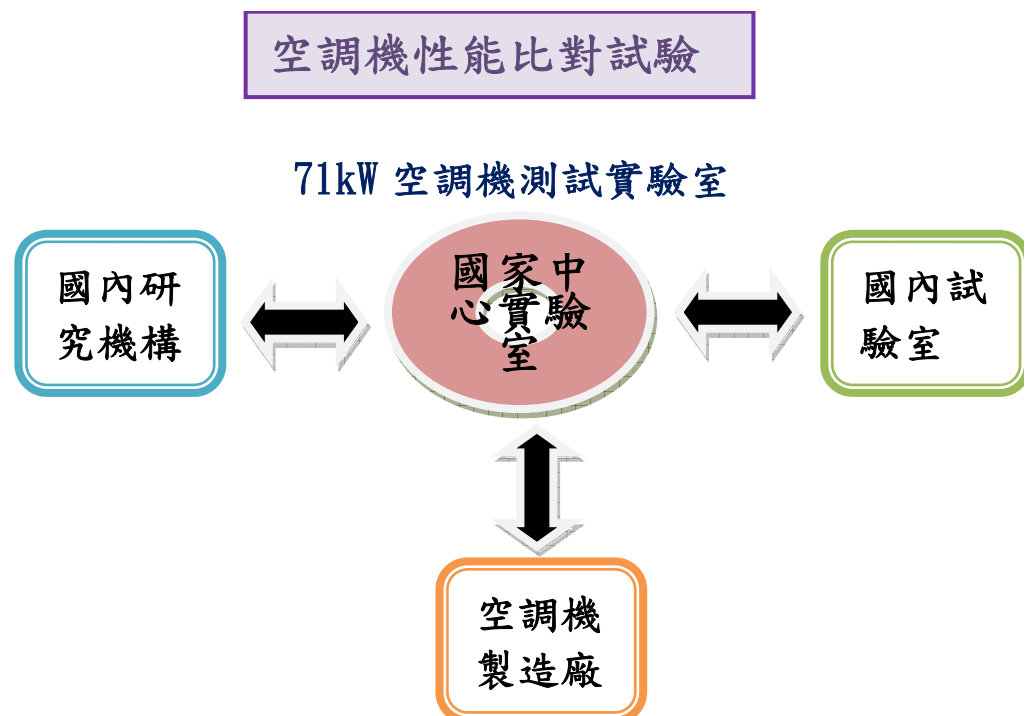 空調機性能比對試驗
71kW 空調機測試實驗室
國內研
究機構
國家中
心實驗
室
國內試
驗室
空調機
製造廠